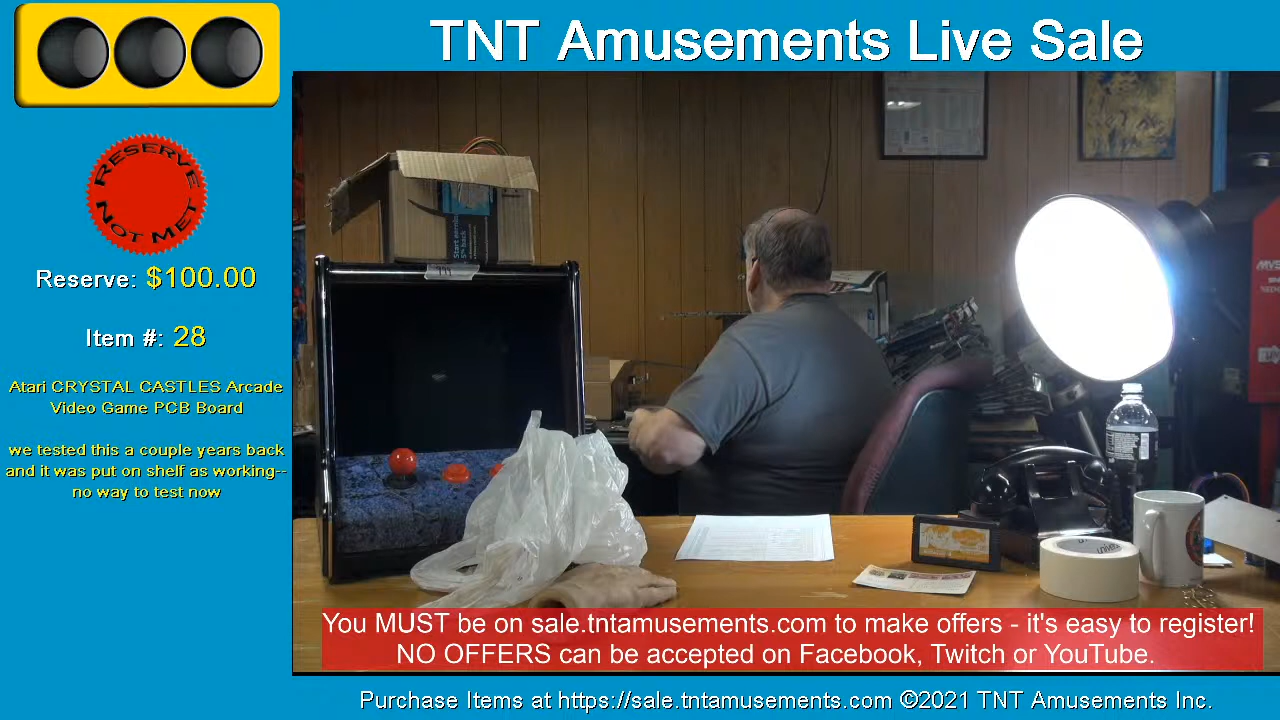 TNT Amusements Live Sale
RESERVE
NOT MET
Reserve: $100.00
Item #: 28
Atari CRYSTAL CASTLES Arcade
Video Game PCB Board
we tested this a couple years back
and it was put on shelf as working--
no way to test now
You MUST be on sale.tntamusements.com to make offers - it's easy to register!
NO OFFERS can be accepted on Facebook, Twitch or YouTube.
Purchase Items at https://sale.tntamusements.com ©2021 TNT Amusements Inc.